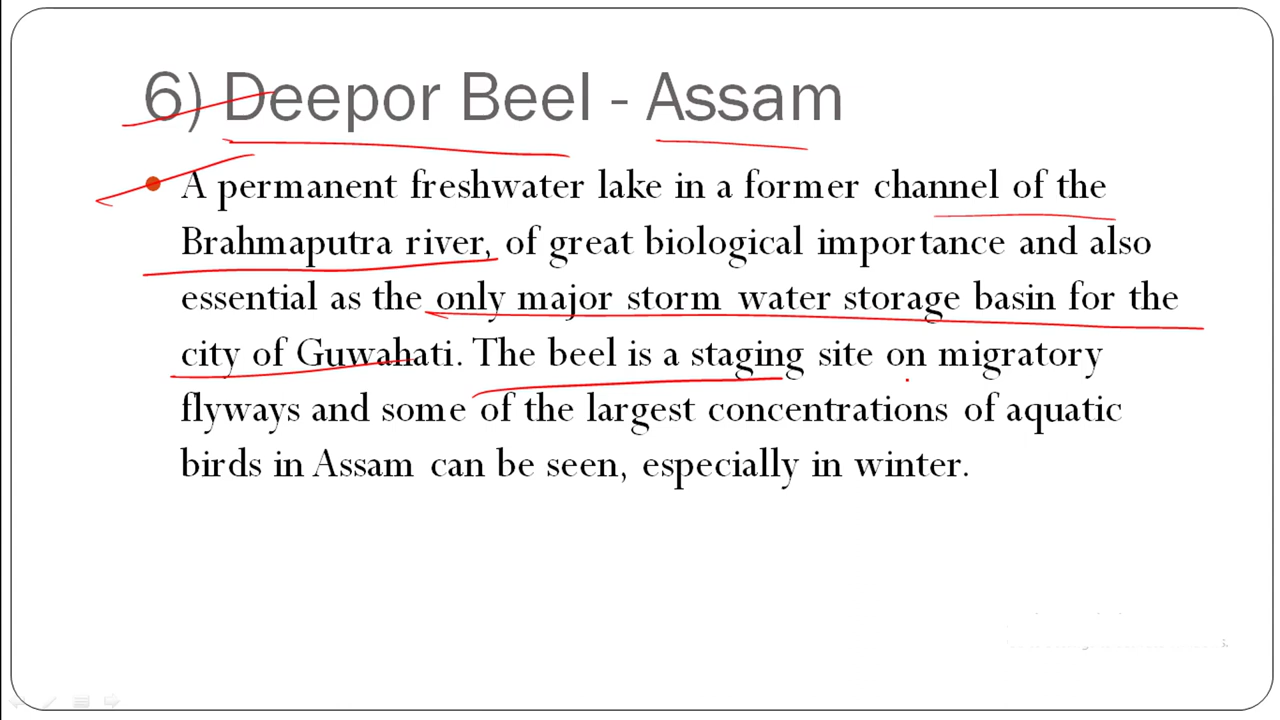 6) Deepor Beel - Assam
A permanent freshwater lake in a former channel of the
Brahmaputra river, of great biological importance and also
essential as the only major storm water storage basin for the
city of Guwahati. The beel is a staging site on migratory
flyways and some of the largest concentrations of aquatic
birds in Assam can be seen, especially in winter.